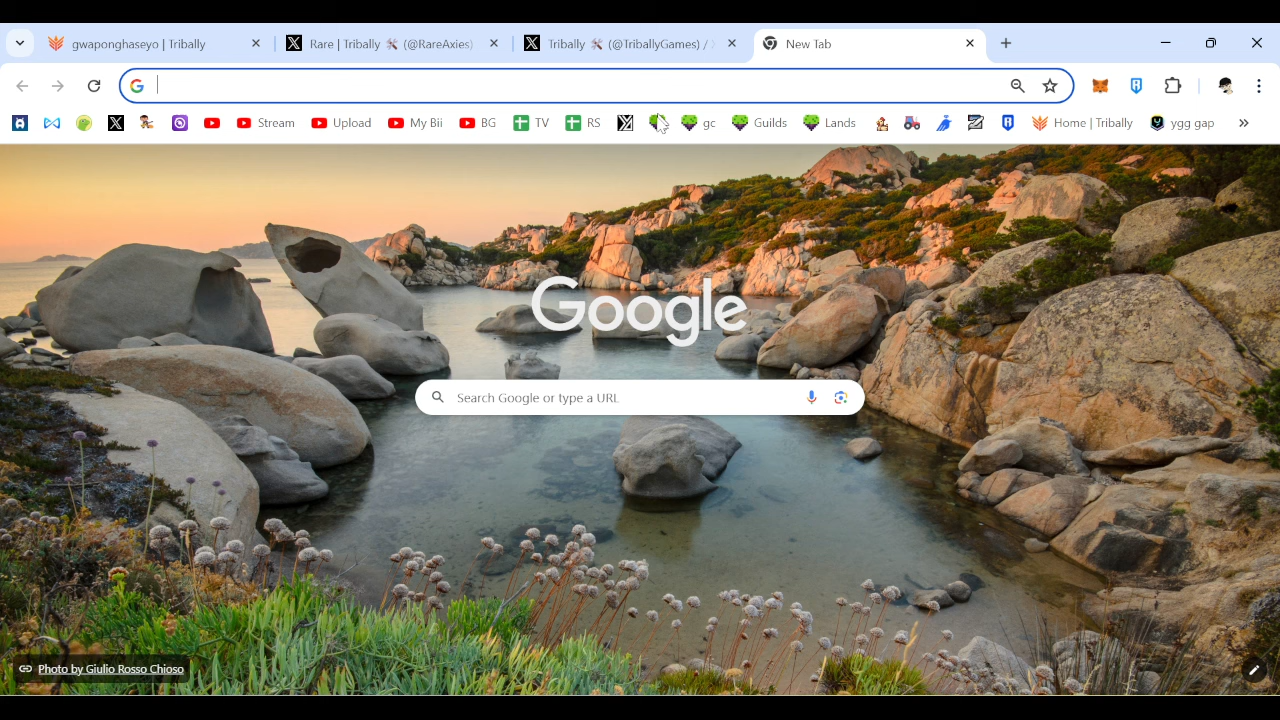 gwaponghaseyo | Tribally
Rare | Tribally 🛠️ (@RareAxies)
Tribally 🛠️ (@TriballyGames) /
New Tab
Stream
Upload
My Bii
BG
TV
RS
gc
Guilds
Lands
Home | Tribally
ygg gap
Google
Search Google or type a URL
Photo by Giulio Rosso Chioso